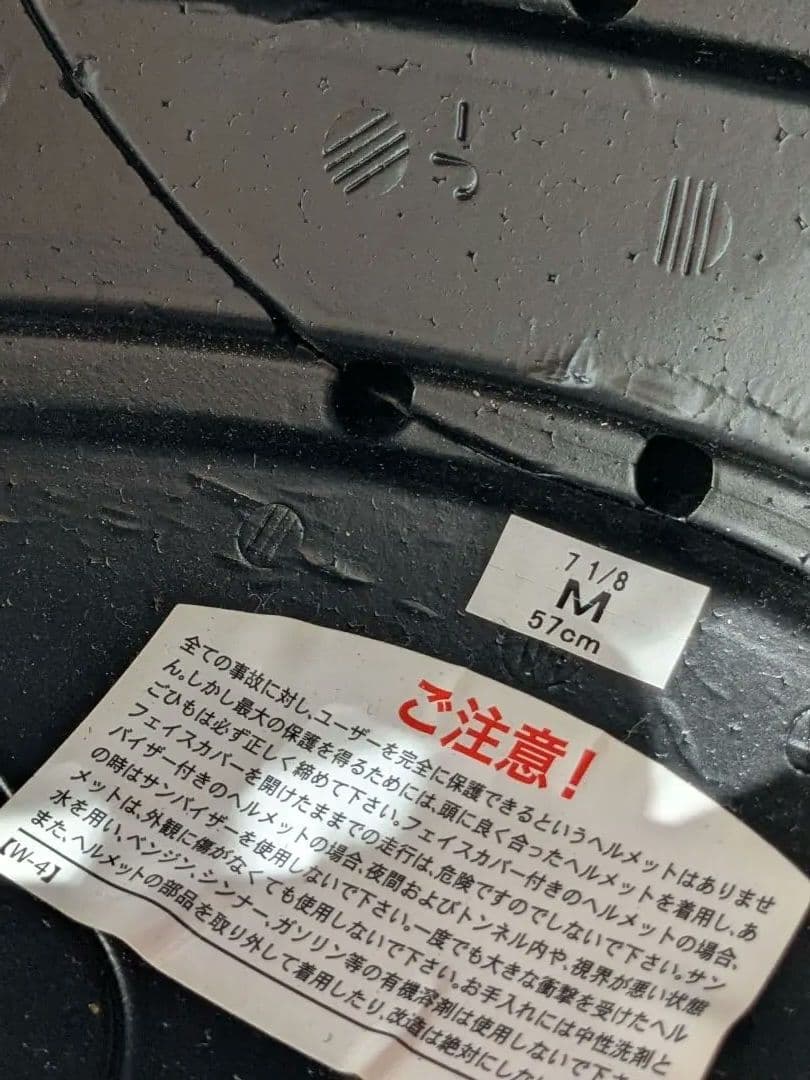 7 1/8
M
57cm
ご注意!
全ての事故に対し、ユーザーを完全に保護できるというヘルメットはありませ
ん。しかし最大の保護を得るためには、頭に良く合ったヘルメットを着用し、あ
ごひもは必ず正しく締めて下さい。フェイスカバー付きのヘルメットの場合、
フェイスカバーを開けたままでの走行は、危険ですのでしないで下さい。サン
バイザー付きのヘルメットの場合、夜間およびトンネル内や、視界が悪い状態
の時はサンバイザーを使用しないで下さい。一度でも大きな衝撃を受けたヘル
メットは、外観に傷がなくても使用しないで下さい。お手入れには中性洗剤と
水を用い、ベンジン、シンナー、ガソリン等の有機溶剤は使用しないで下さ
また、ヘルメットの部品を取り外して着用したり、改造は絶対にしな
【W-4】